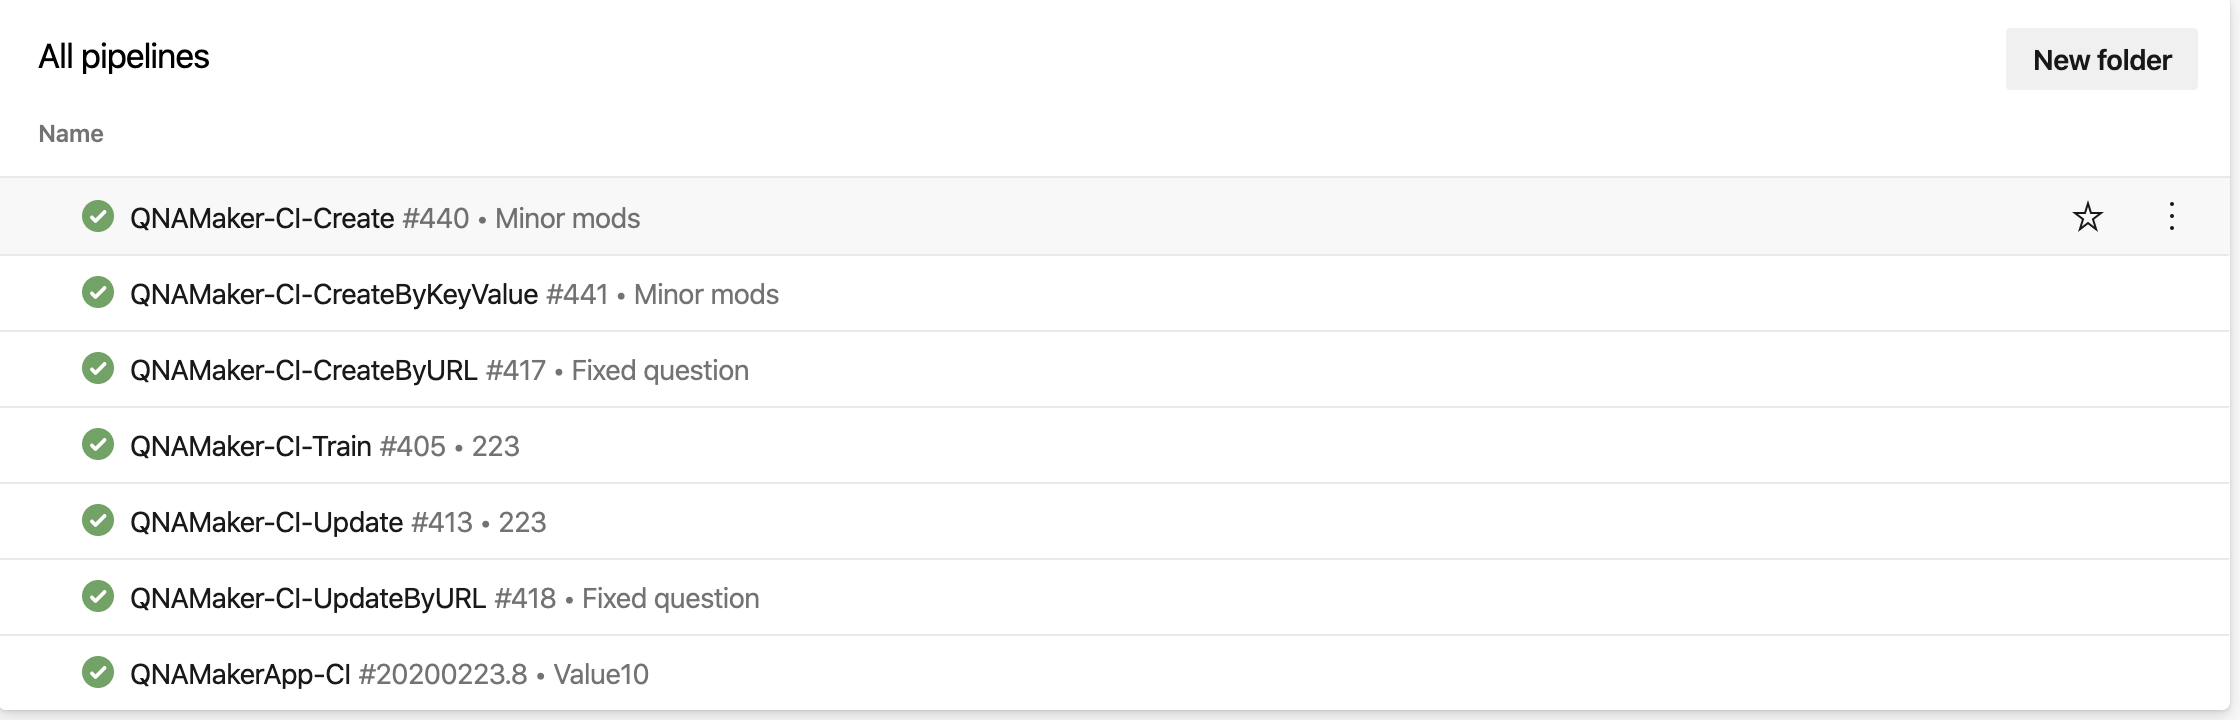 All pipelines
New folder
Name
QNAMaker-CI-Create #440 • Minor mods
QNAMaker-CI-CreateByKeyValue #441 • Minor mods
QNAMaker-CI-CreateByURL #417 • Fixed question
QNAMaker-CI-Train #405 • 223
QNAMaker-CI-Update #413 • 223
QNAMaker-CI-UpdateByURL #418 • Fixed question
QNAMakerApp-CI #20200223.8 • Value10